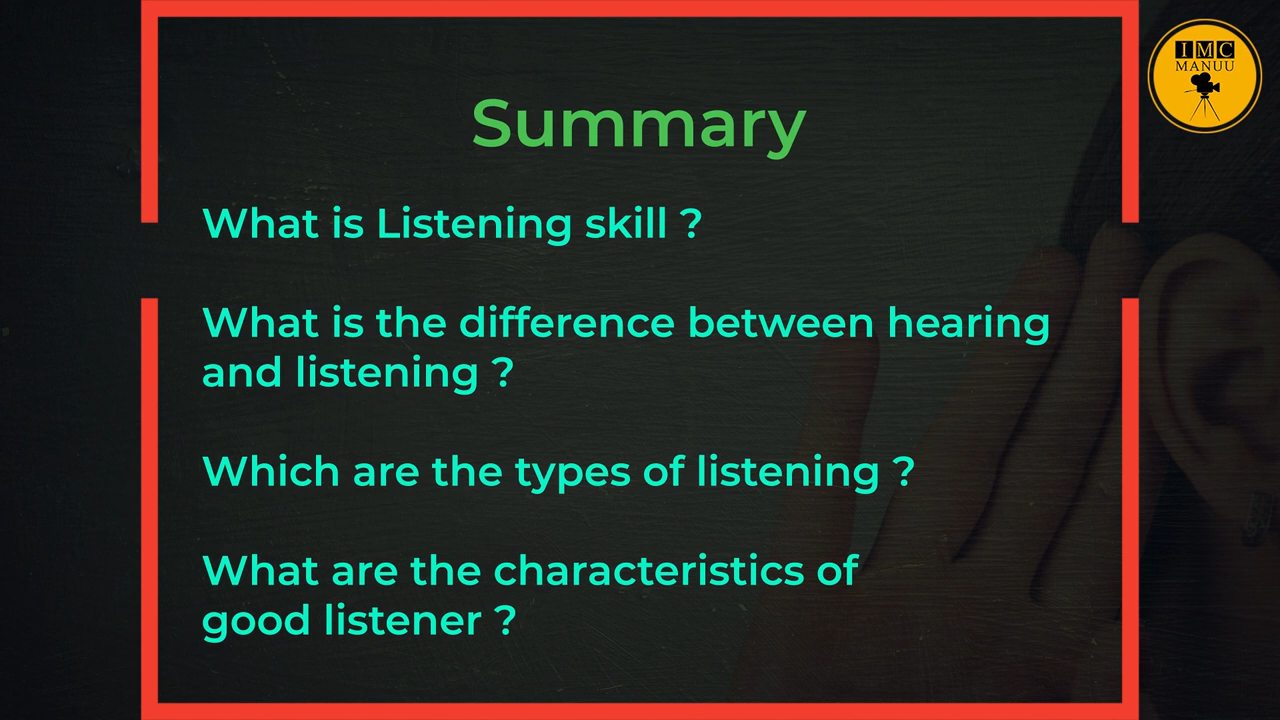 IMC
MANUU
Summary
What is Listening skill ?
What is the difference between hearing
and listening ?
Which are the types of listening ?
What are the characteristics of
good listener ?